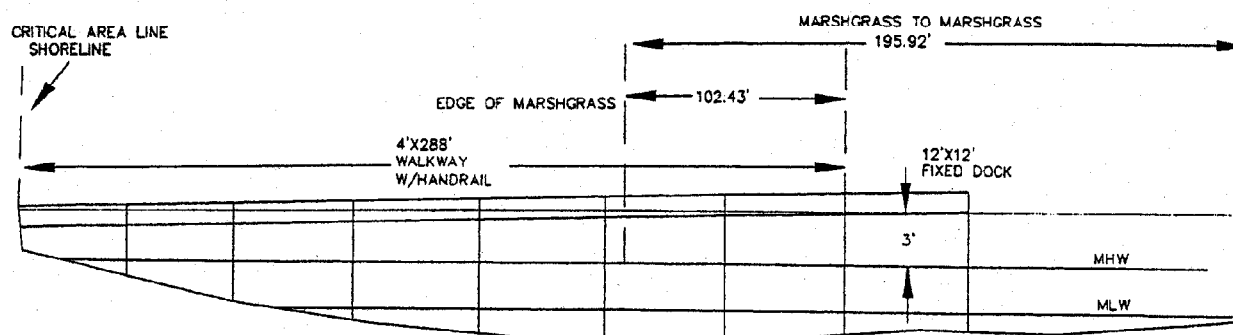 CRITICAL AREA LINE
SHORELINE
MARSHGRASS TO MARSHGRASS
195.92'
EDGE OF MARSHGRASS
102.43'
4'X288'
WALKWAY
W/HANDRAIL
12'X12'
FIXED DOCK
3'
MHW
MLW